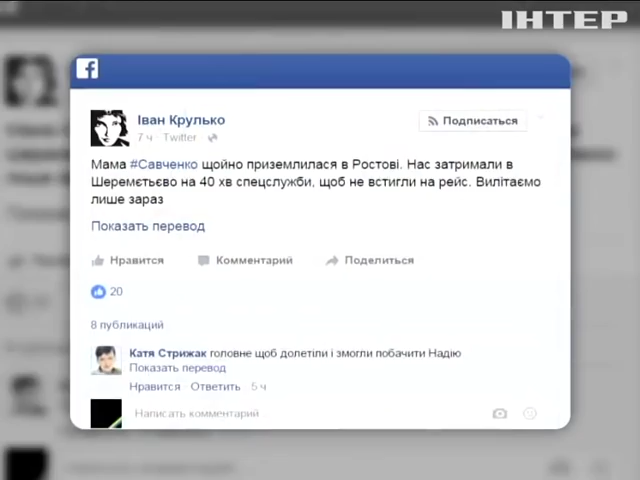 ІНТЕР
f
Іван Крулько
7 ч · Twitter ·
Подписаться
Мама #Савченко щойно приземлилася в Ростові. Нас затримали в
Шеремєтьєво на 40 хв спецслужби, щоб не встигли на рейс. Вилітаємо
лише зараз
Показать перевод
Нравится Комментарий Поделиться
20
8 публикаций
Катя Стрижак головне щоб долетіли і змогли побачити Надію
Показать перевод
Нравится · Ответить · 5 ч
Написать комментарий